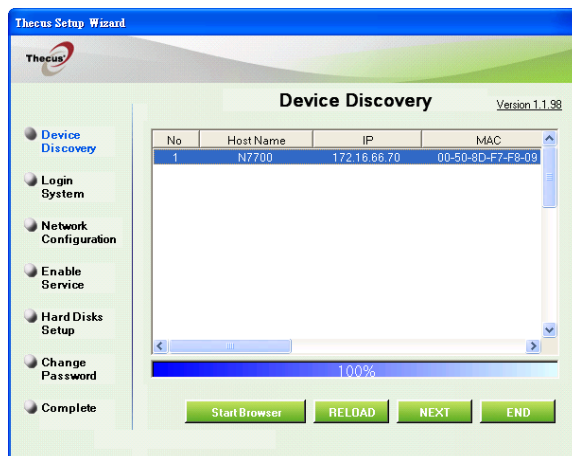 Thecus Setup Wizard
Thecus
Device Discovery
Version 1.1.98
Device
Discovery
Login
System
Network
Configuration
Enable
Service
Hard Disks
Setup
Change
Password
Complete
No Host Name IP MAC
1 N7700 172.16.66.70 00-50-8D-F7-F8-09
100%
Start Browser RELOAD NEXT END